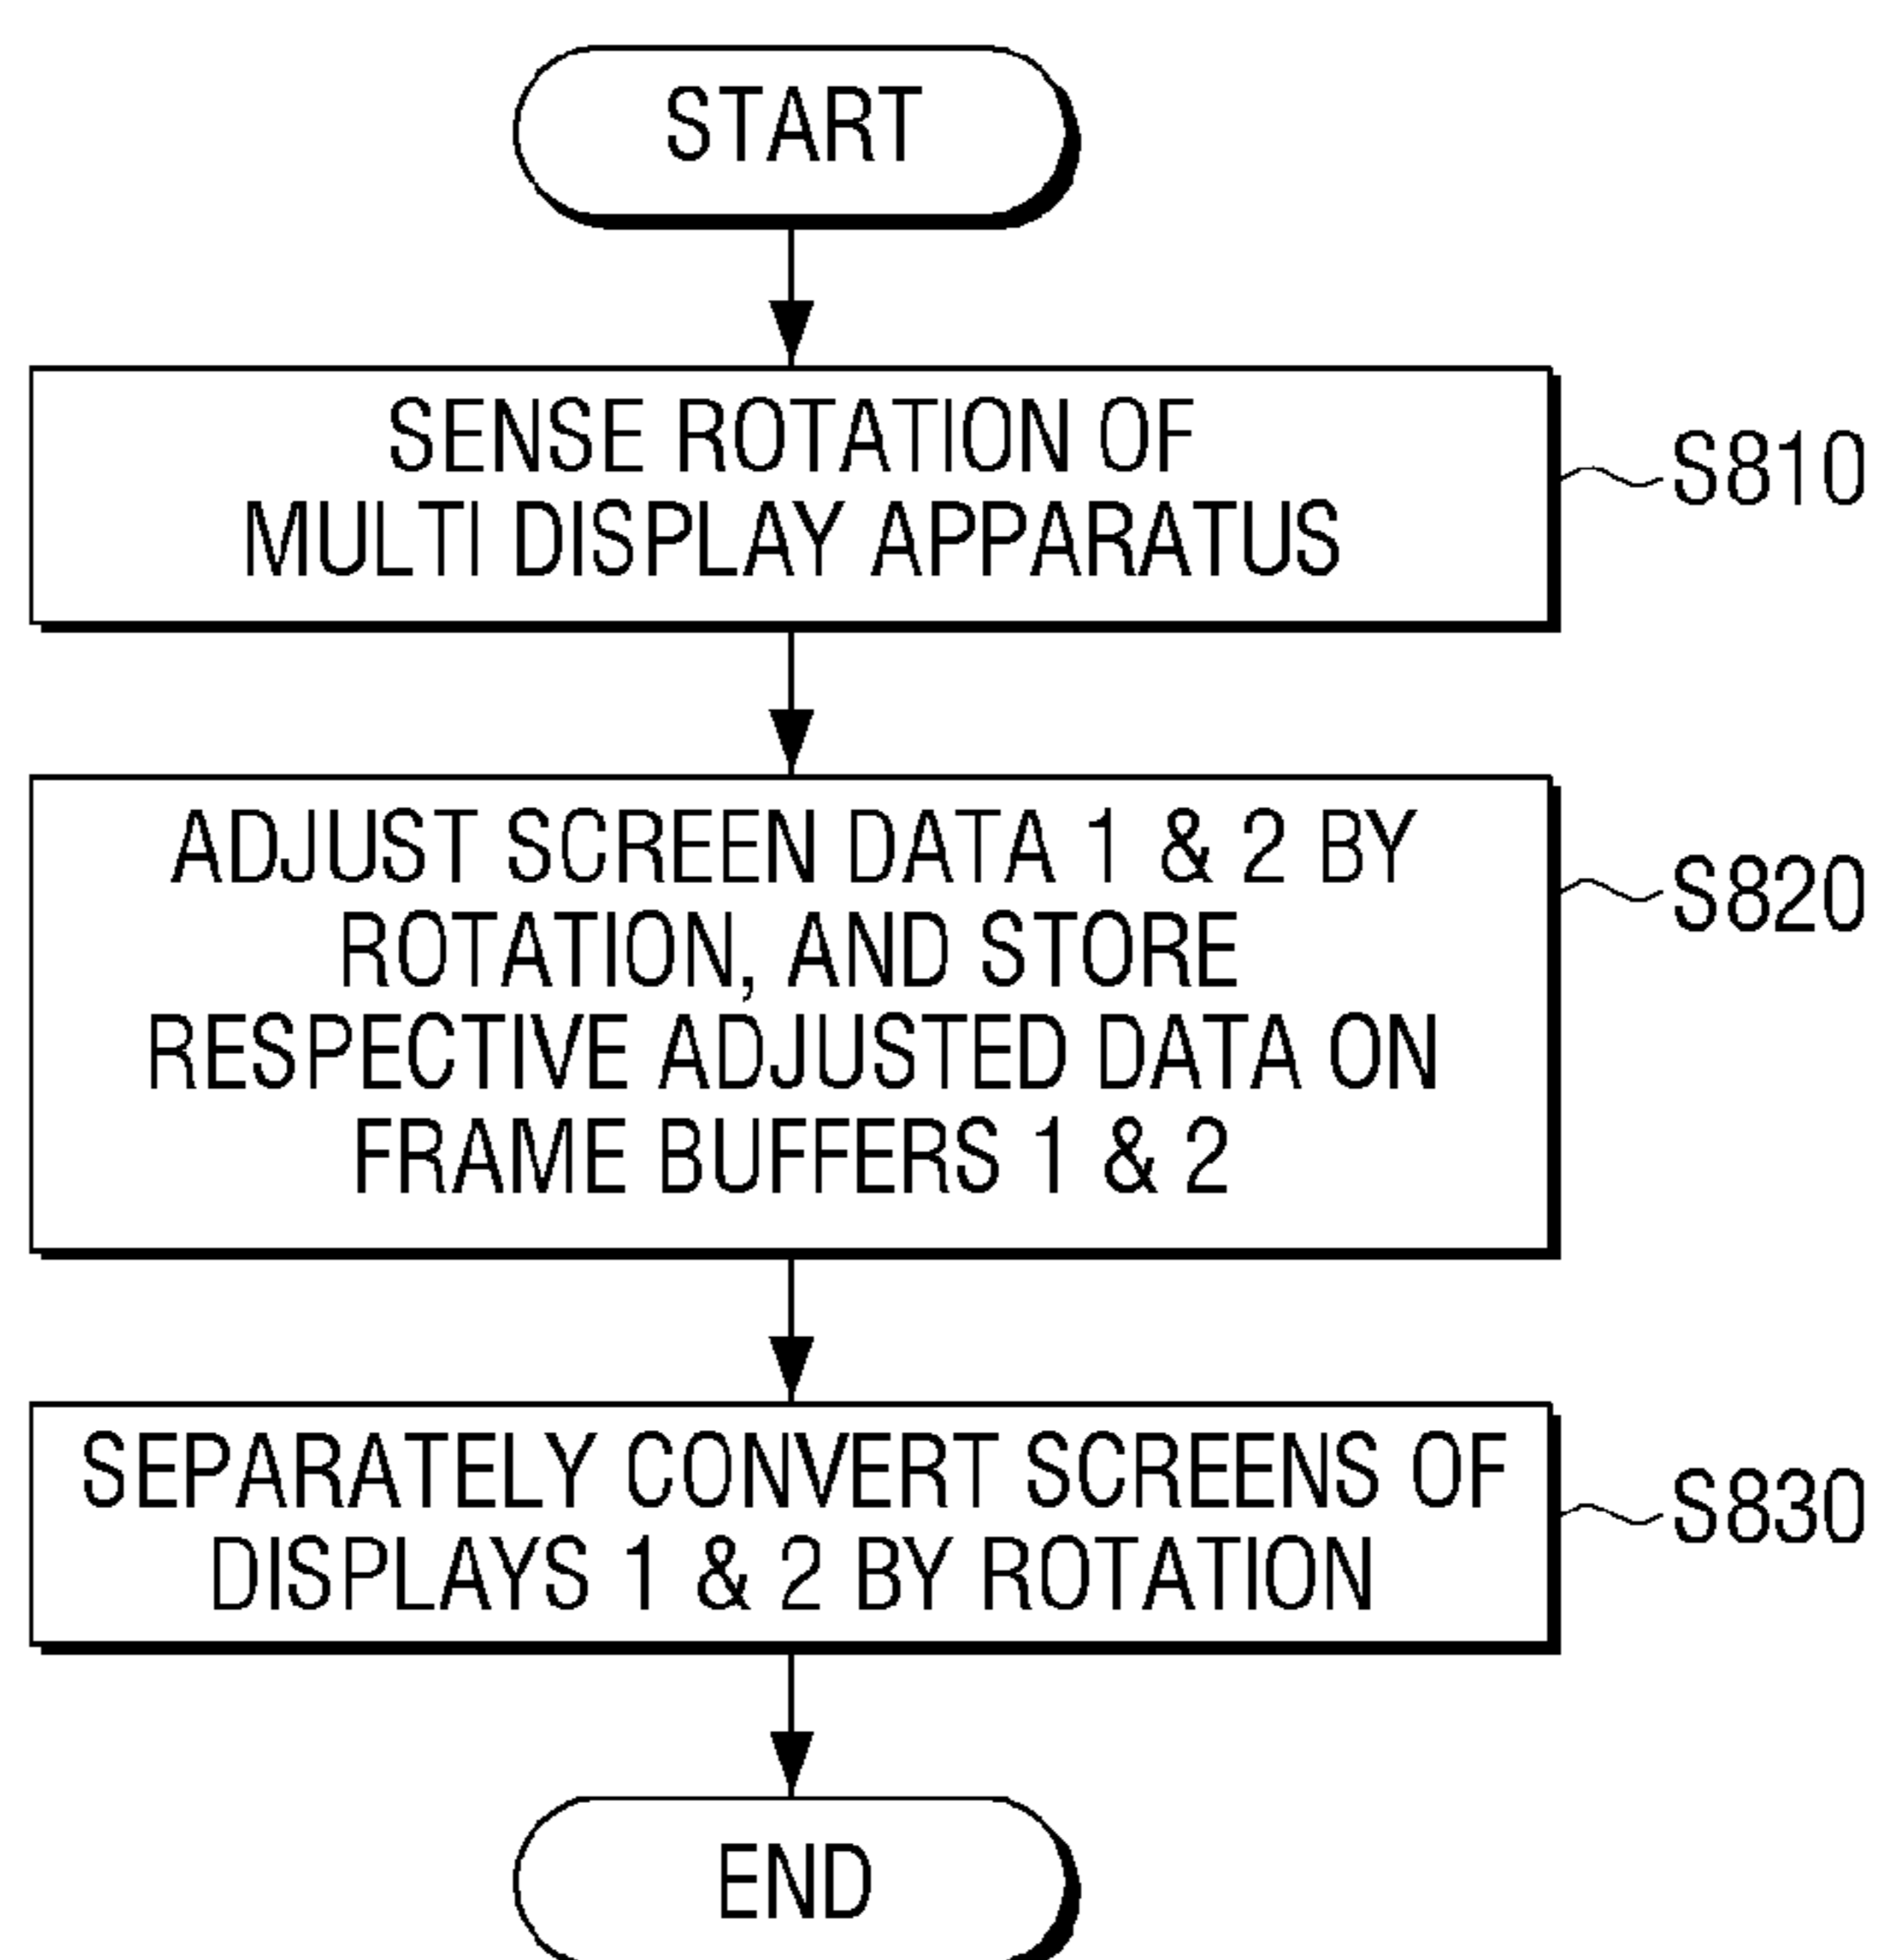 START
SENSE ROTATION OF
MULTI DISPLAY APPARATUS
S810
ADJUST SCREEN DATA 1 & 2 BY
ROTATION, AND STORE
RESPECTIVE ADJUSTED DATA ON
FRAME BUFFERS 1 & 2
S820
SEPARATELY CONVERT SCREENS OF
DISPLAYS 1 & 2 BY ROTATION
S830
END